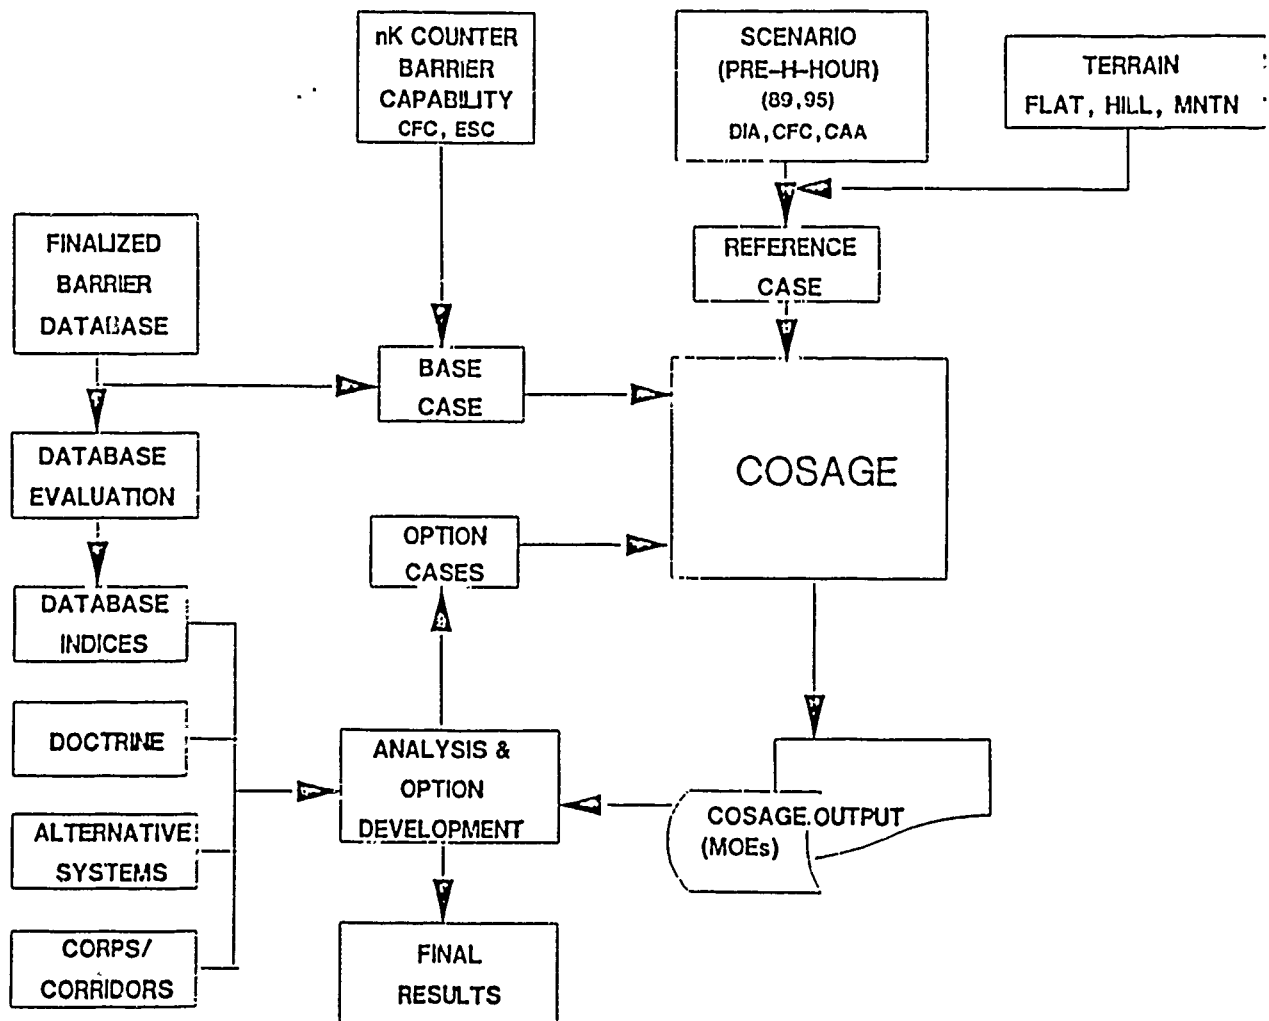 nK COUNTER
BARRIER
CAPABILITY
CFC, ESC
SCENARIO
(PRE-H-HOUR)
(89,95)
DIA, CFC, CAA
TERRAIN
FLAT, HILL, MNTN
FINALIZED
BARRIER
DATABASE
REFERENCE
CASE
BASE
CASE
DATABASE
EVALUATION
COSAGE
OPTION
CASES
DATABASE
INDICES
DOCTRINE
ANALYSIS &
OPTION
DEVELOPMENT
COSAGE OUTPUT
(MOEs)
ALTERNATIVE
SYSTEMS
CORPS/
CORRIDORS
FINAL
RESULTS